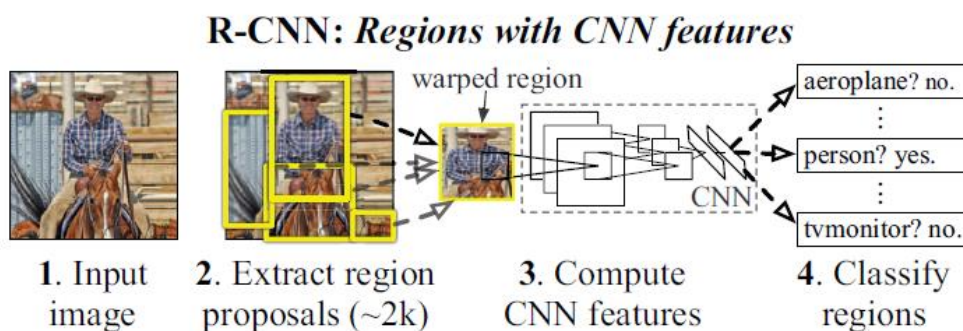 R-CNN: Regions with CNN features
warped region
aeroplane? no.
person? yes.
tvmonitor? no.
CNN
1. Input
image
2. Extract region
proposals (~2k)
3. Compute
CNN features
4. Classify
regions